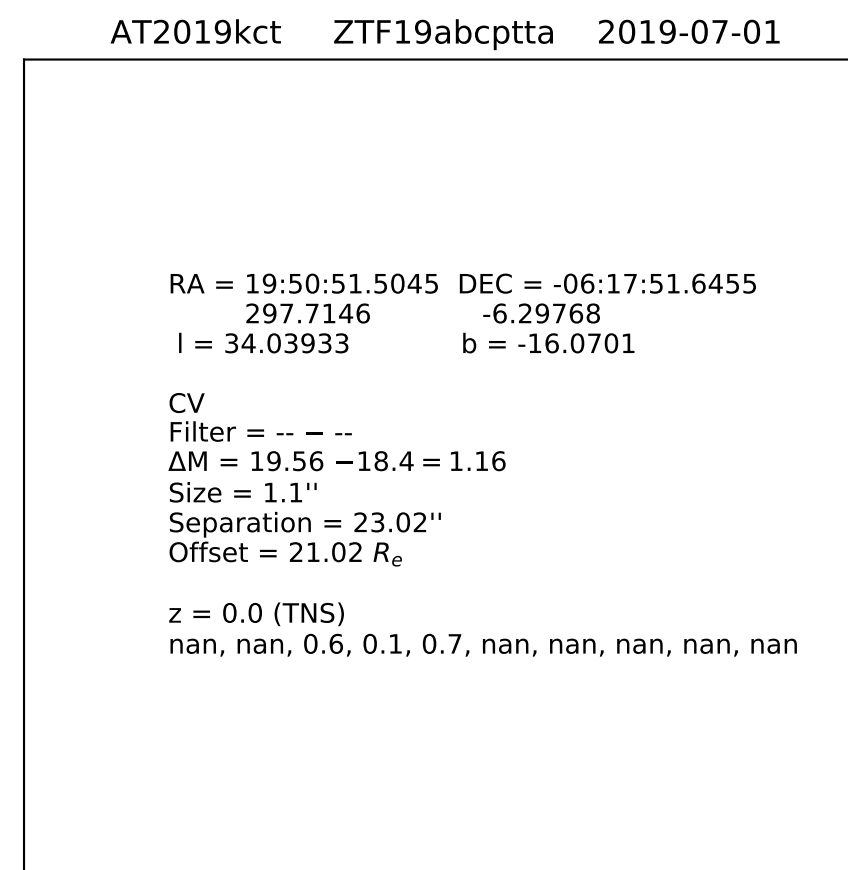 AT2019kct ZTF19abcptta 2019-07-01
RA = 19:50:51.5045 DEC = -06:17:51.6455
297.7146 -6.29768
l = 34.03933 b = -16.0701
CV
Filter = -- − --
ΔM = 19.56 −18.4 = 1.16
Size = 1.1''
Separation = 23.02''
Offset = 21.02 Rₑ
z = 0.0 (TNS)
nan, nan, 0.6, 0.1, 0.7, nan, nan, nan, nan, nan